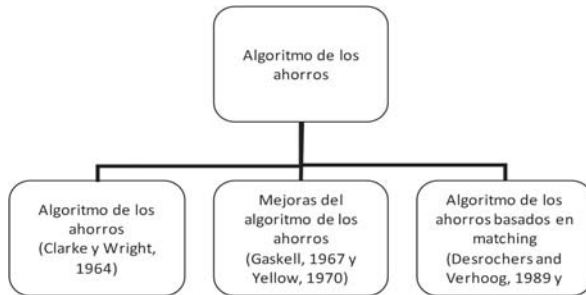 Algoritmo de los
ahorros
Algoritmo de los
ahorros
(Clarke y Wright,
1964)
Mejoras del
algoritmo de los
ahorros
(Gaskell, 1967 y
Yellow, 1970)
Algoritmo de los
ahorros basados en
matching
(Desrochers and
Verhoog, 1989 y